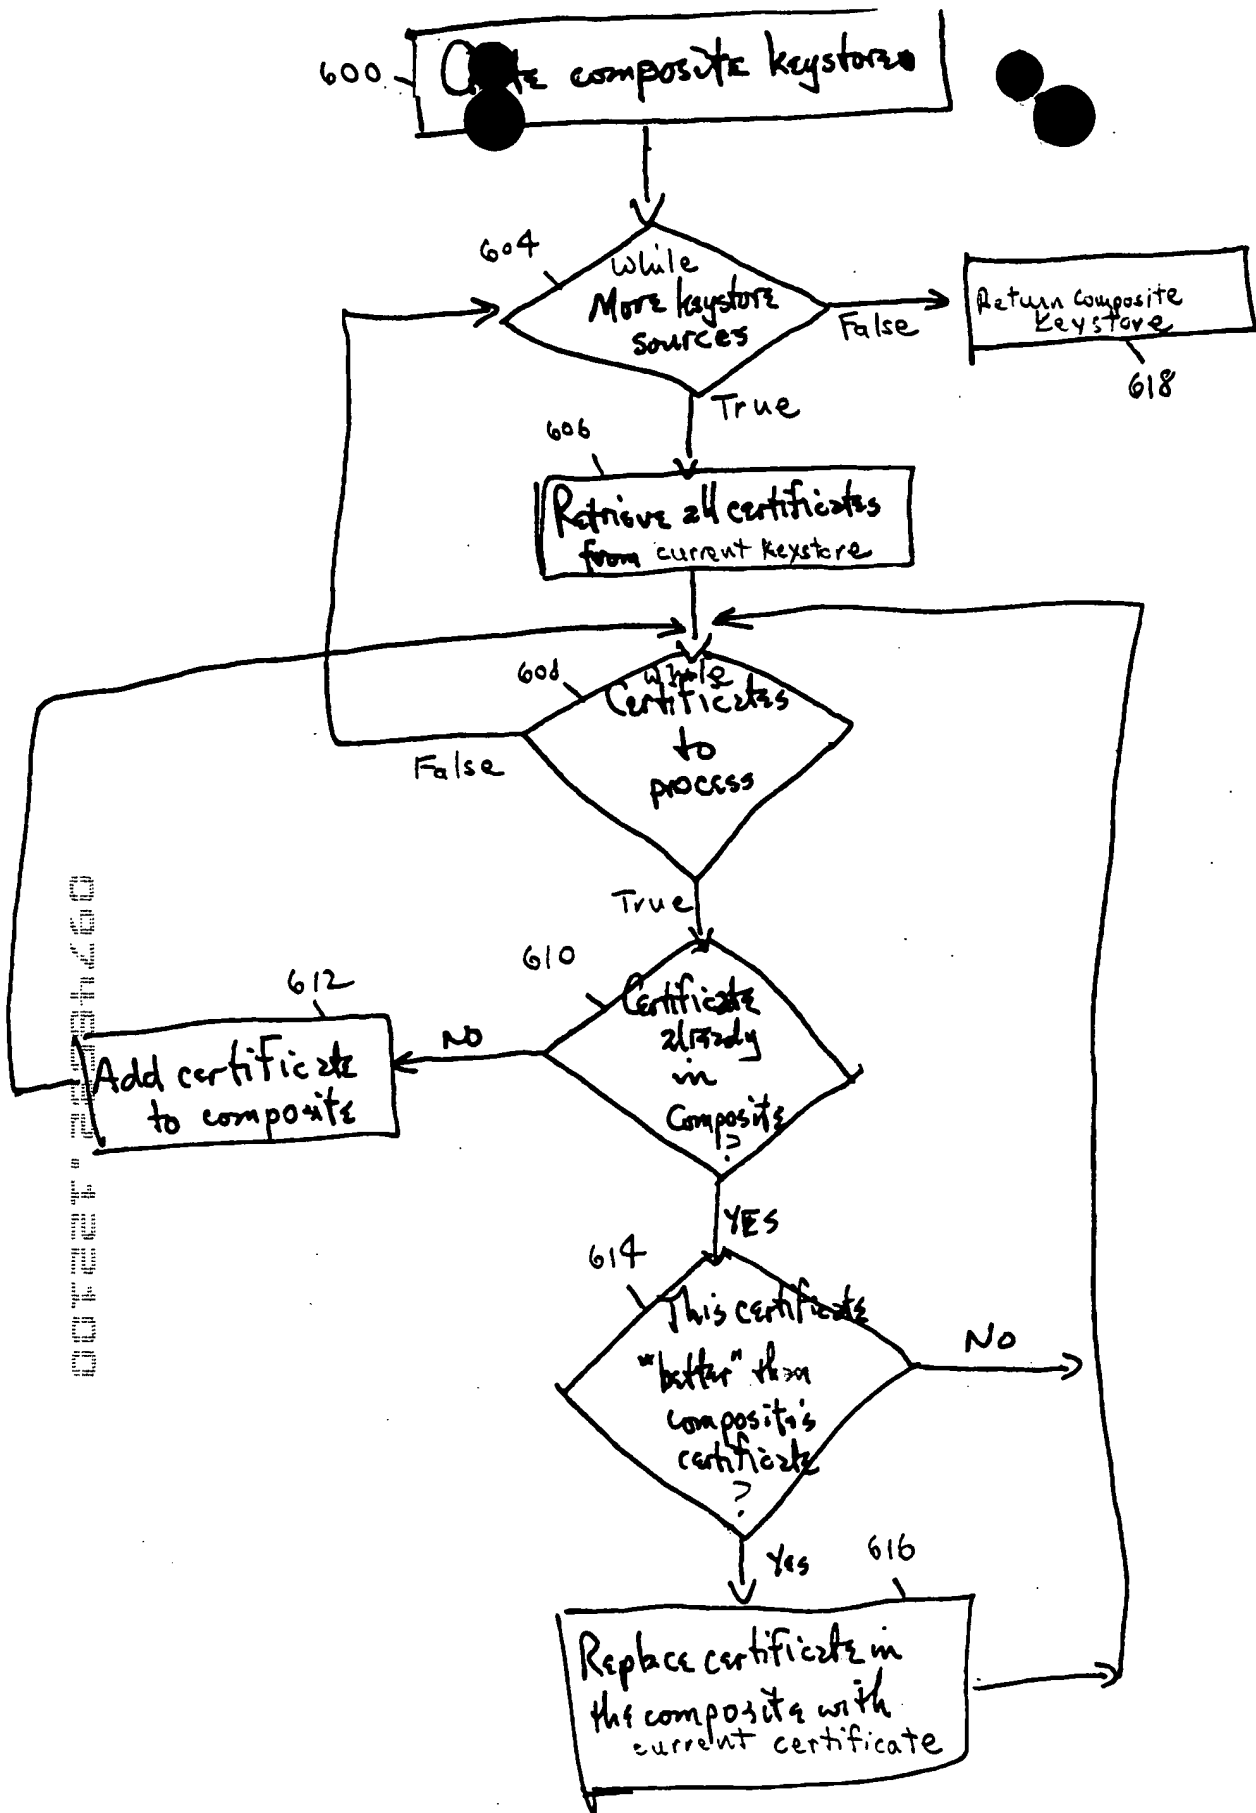 600
composite keystore
604
While
More keystore
sources
False
Return composite
keystore
618
True
606
Retrieve all certificates
from current keystore
608
while
Certificates
to
process
False
True
610
Certificate
already
in
Composite
?
NO
612
Add certificate
to composite
YES
614
This certificate
"better" than
composite's
certificate
?
NO
Yes
616
Replace certificate in
the composite with
current certificate